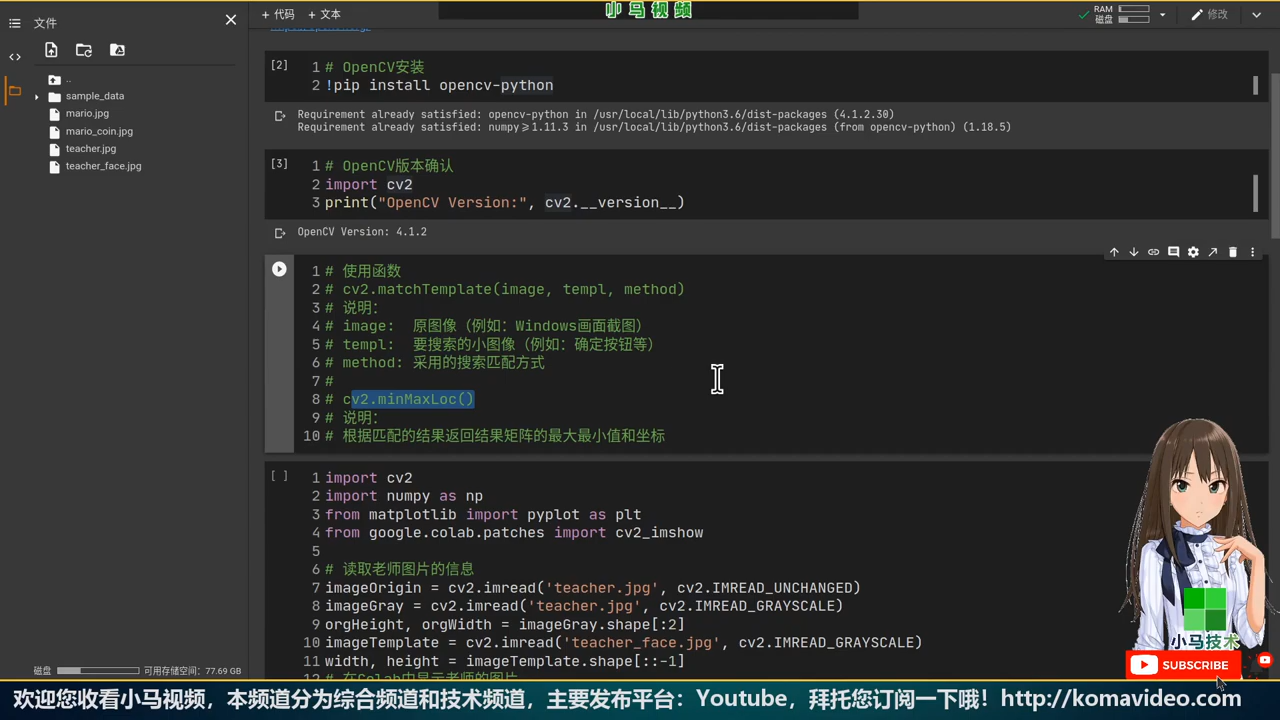 小马视频
文件
+ 代码 + 文本
RAM
磁盘
修改
..
sample_data
mario.jpg
mario_coin.jpg
teacher.jpg
teacher_face.jpg
[2]
1 # OpenCV安装
2 !pip install opencv-python
Requirement already satisfied: opencv-python in /usr/local/lib/python3.6/dist-packages (4.1.2.30)
Requirement already satisfied: numpy>=1.11.3 in /usr/local/lib/python3.6/dist-packages (from opencv-python) (1.18.5)
[3]
1 # OpenCV版本确认
2 import cv2
3 print("OpenCV Version:", cv2.__version__)
OpenCV Version: 4.1.2
1 # 使用函数
2 # cv2.matchTemplate(image, templ, method)
3 # 说明：
4 # image: 原图像（例如：Windows画面截图）
5 # templ: 要搜索的小图像（例如：确定按钮等）
6 # method: 采用的搜索匹配方式
7 #
8 # cv2.minMaxLoc()
9 # 说明：
10 # 根据匹配的结果返回结果矩阵的最大最小值和坐标
[ ]
1 import cv2
2 import numpy as np
3 from matplotlib import pyplot as plt
4 from google.colab.patches import cv2_imshow
5
6 # 读取老师图片的信息
7 imageOrigin = cv2.imread('teacher.jpg', cv2.IMREAD_UNCHANGED)
8 imageGray = cv2.imread('teacher.jpg', cv2.IMREAD_GRAYSCALE)
9 orgHeight, orgWidth = imageGray.shape[:2]
10 imageTemplate = cv2.imread('teacher_face.jpg', cv2.IMREAD_GRAYSCALE)
11 width, height = imageTemplate.shape[::-1]
12 # 在Colab中显示老师的图片
磁盘 可用存储空间：77.69 GB
小马技术
SUBSCRIBE
欢迎您收看小马视频，本频道分为综合频道和技术频道，主要发布平台：Youtube，拜托您订阅一下哦！http://komavideo.com